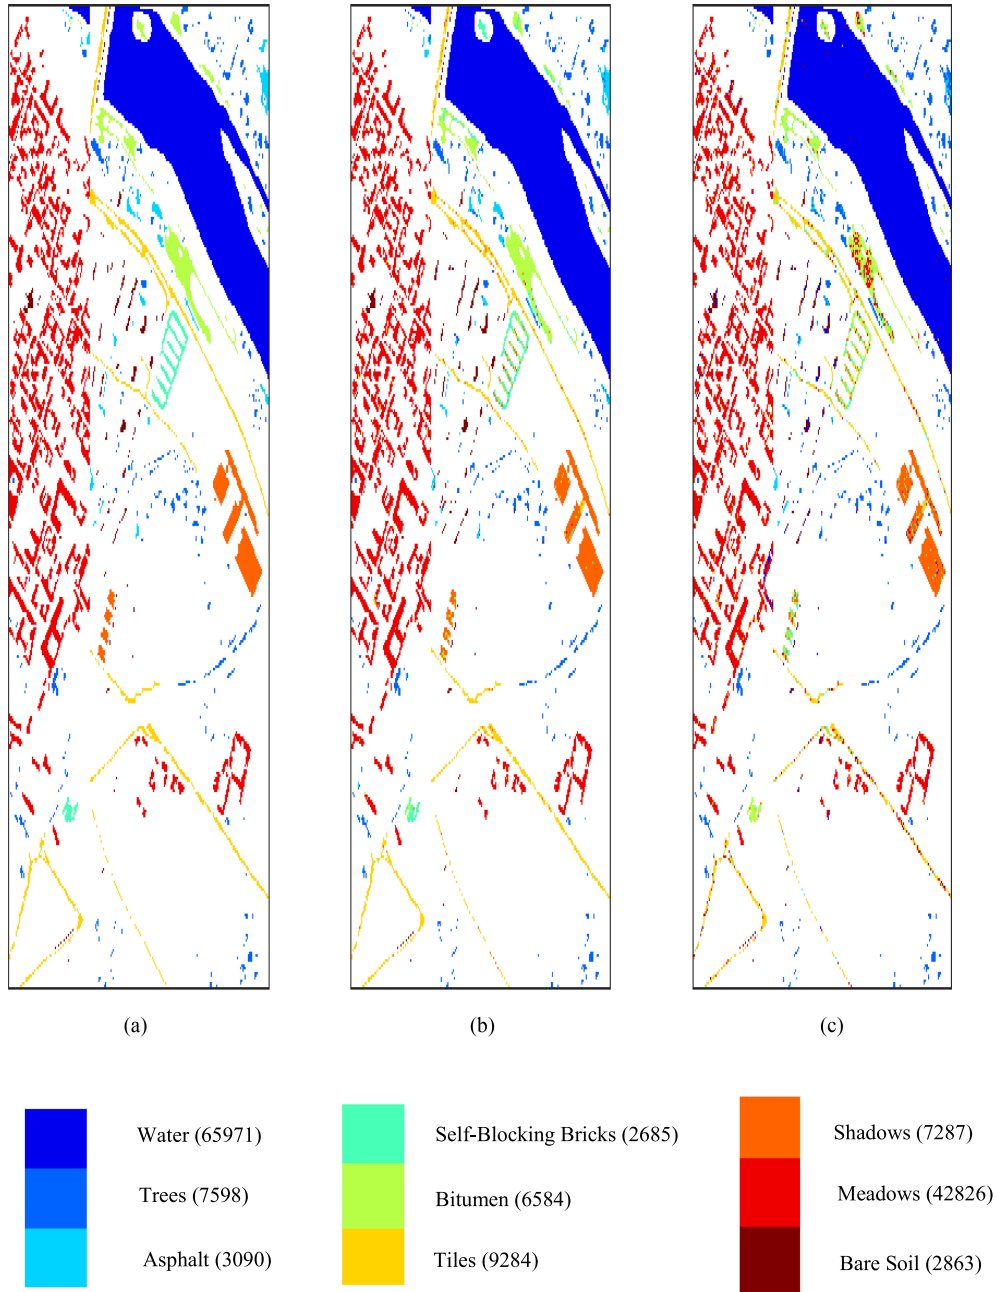 (a) (b) (c)
Water (65971) Self-Blocking Bricks (2685) Shadows (7287)
Trees (7598) Bitumen (6584) Meadows (42826)
Asphalt (3090) Tiles (9284) Bare Soil (2863)